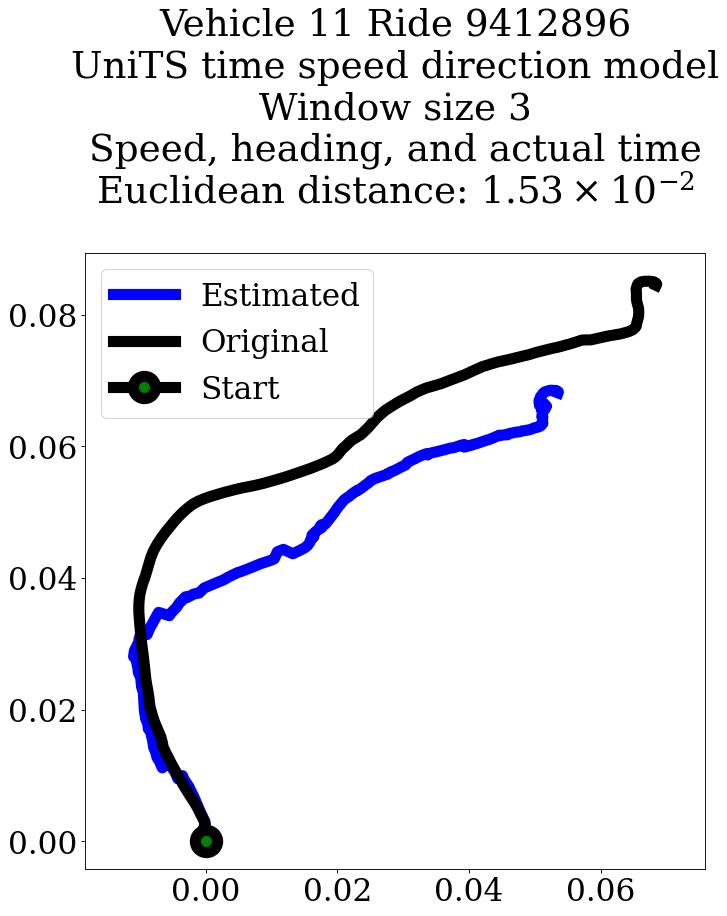 Vehicle 11 Ride 9412896
UniTS time speed direction model
Window size 3
Speed, heading, and actual time
Euclidean distance: 1.53 × 10⁻²
Estimated
Original
Start
0.08
0.06
0.04
0.02
0.00
0.00 0.02 0.04 0.06